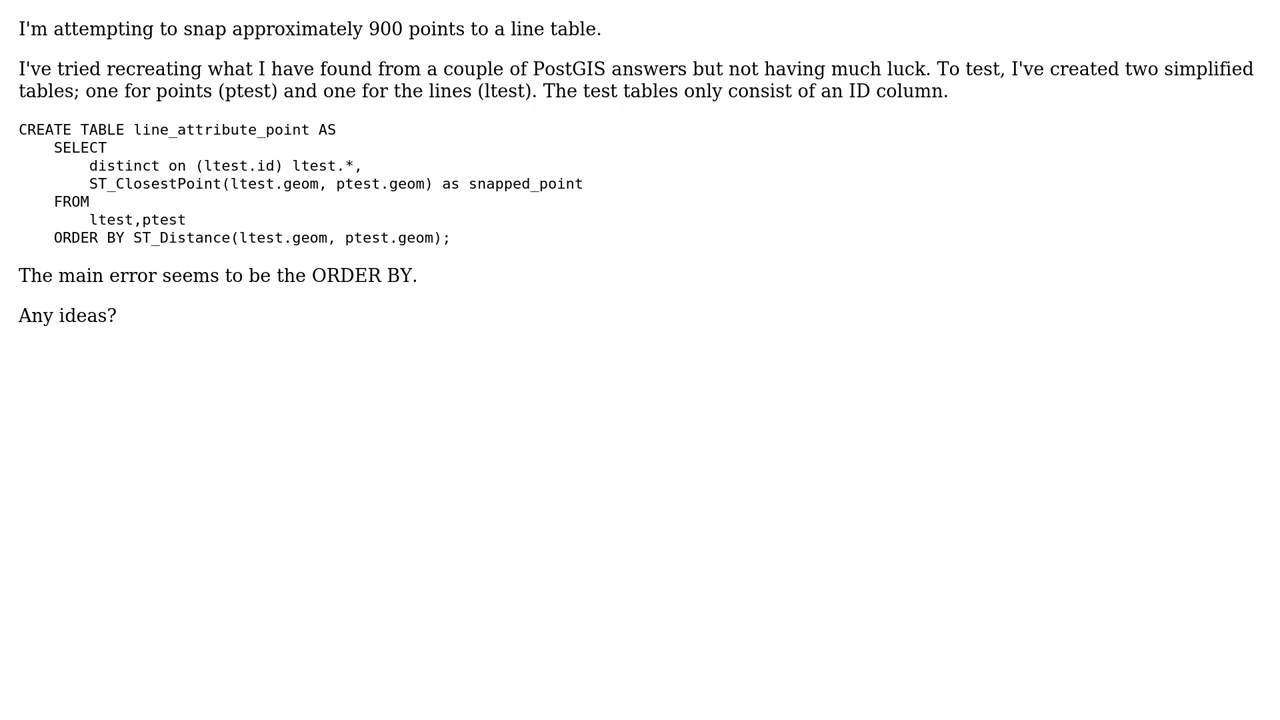 I'm attempting to snap approximately 900 points to a line table.
I've tried recreating what I have found from a couple of PostGIS answers but not having much luck. To test, I've created two simplified
tables; one for points (ptest) and one for the lines (ltest). The test tables only consist of an ID column.
CREATE TABLE line_attribute_point AS
    SELECT
        distinct on (ltest.id) ltest.*,
        ST_ClosestPoint(ltest.geom, ptest.geom) as snapped_point
    FROM
        ltest,ptest
    ORDER BY ST_Distance(ltest.geom, ptest.geom);
The main error seems to be the ORDER BY.
Any ideas?